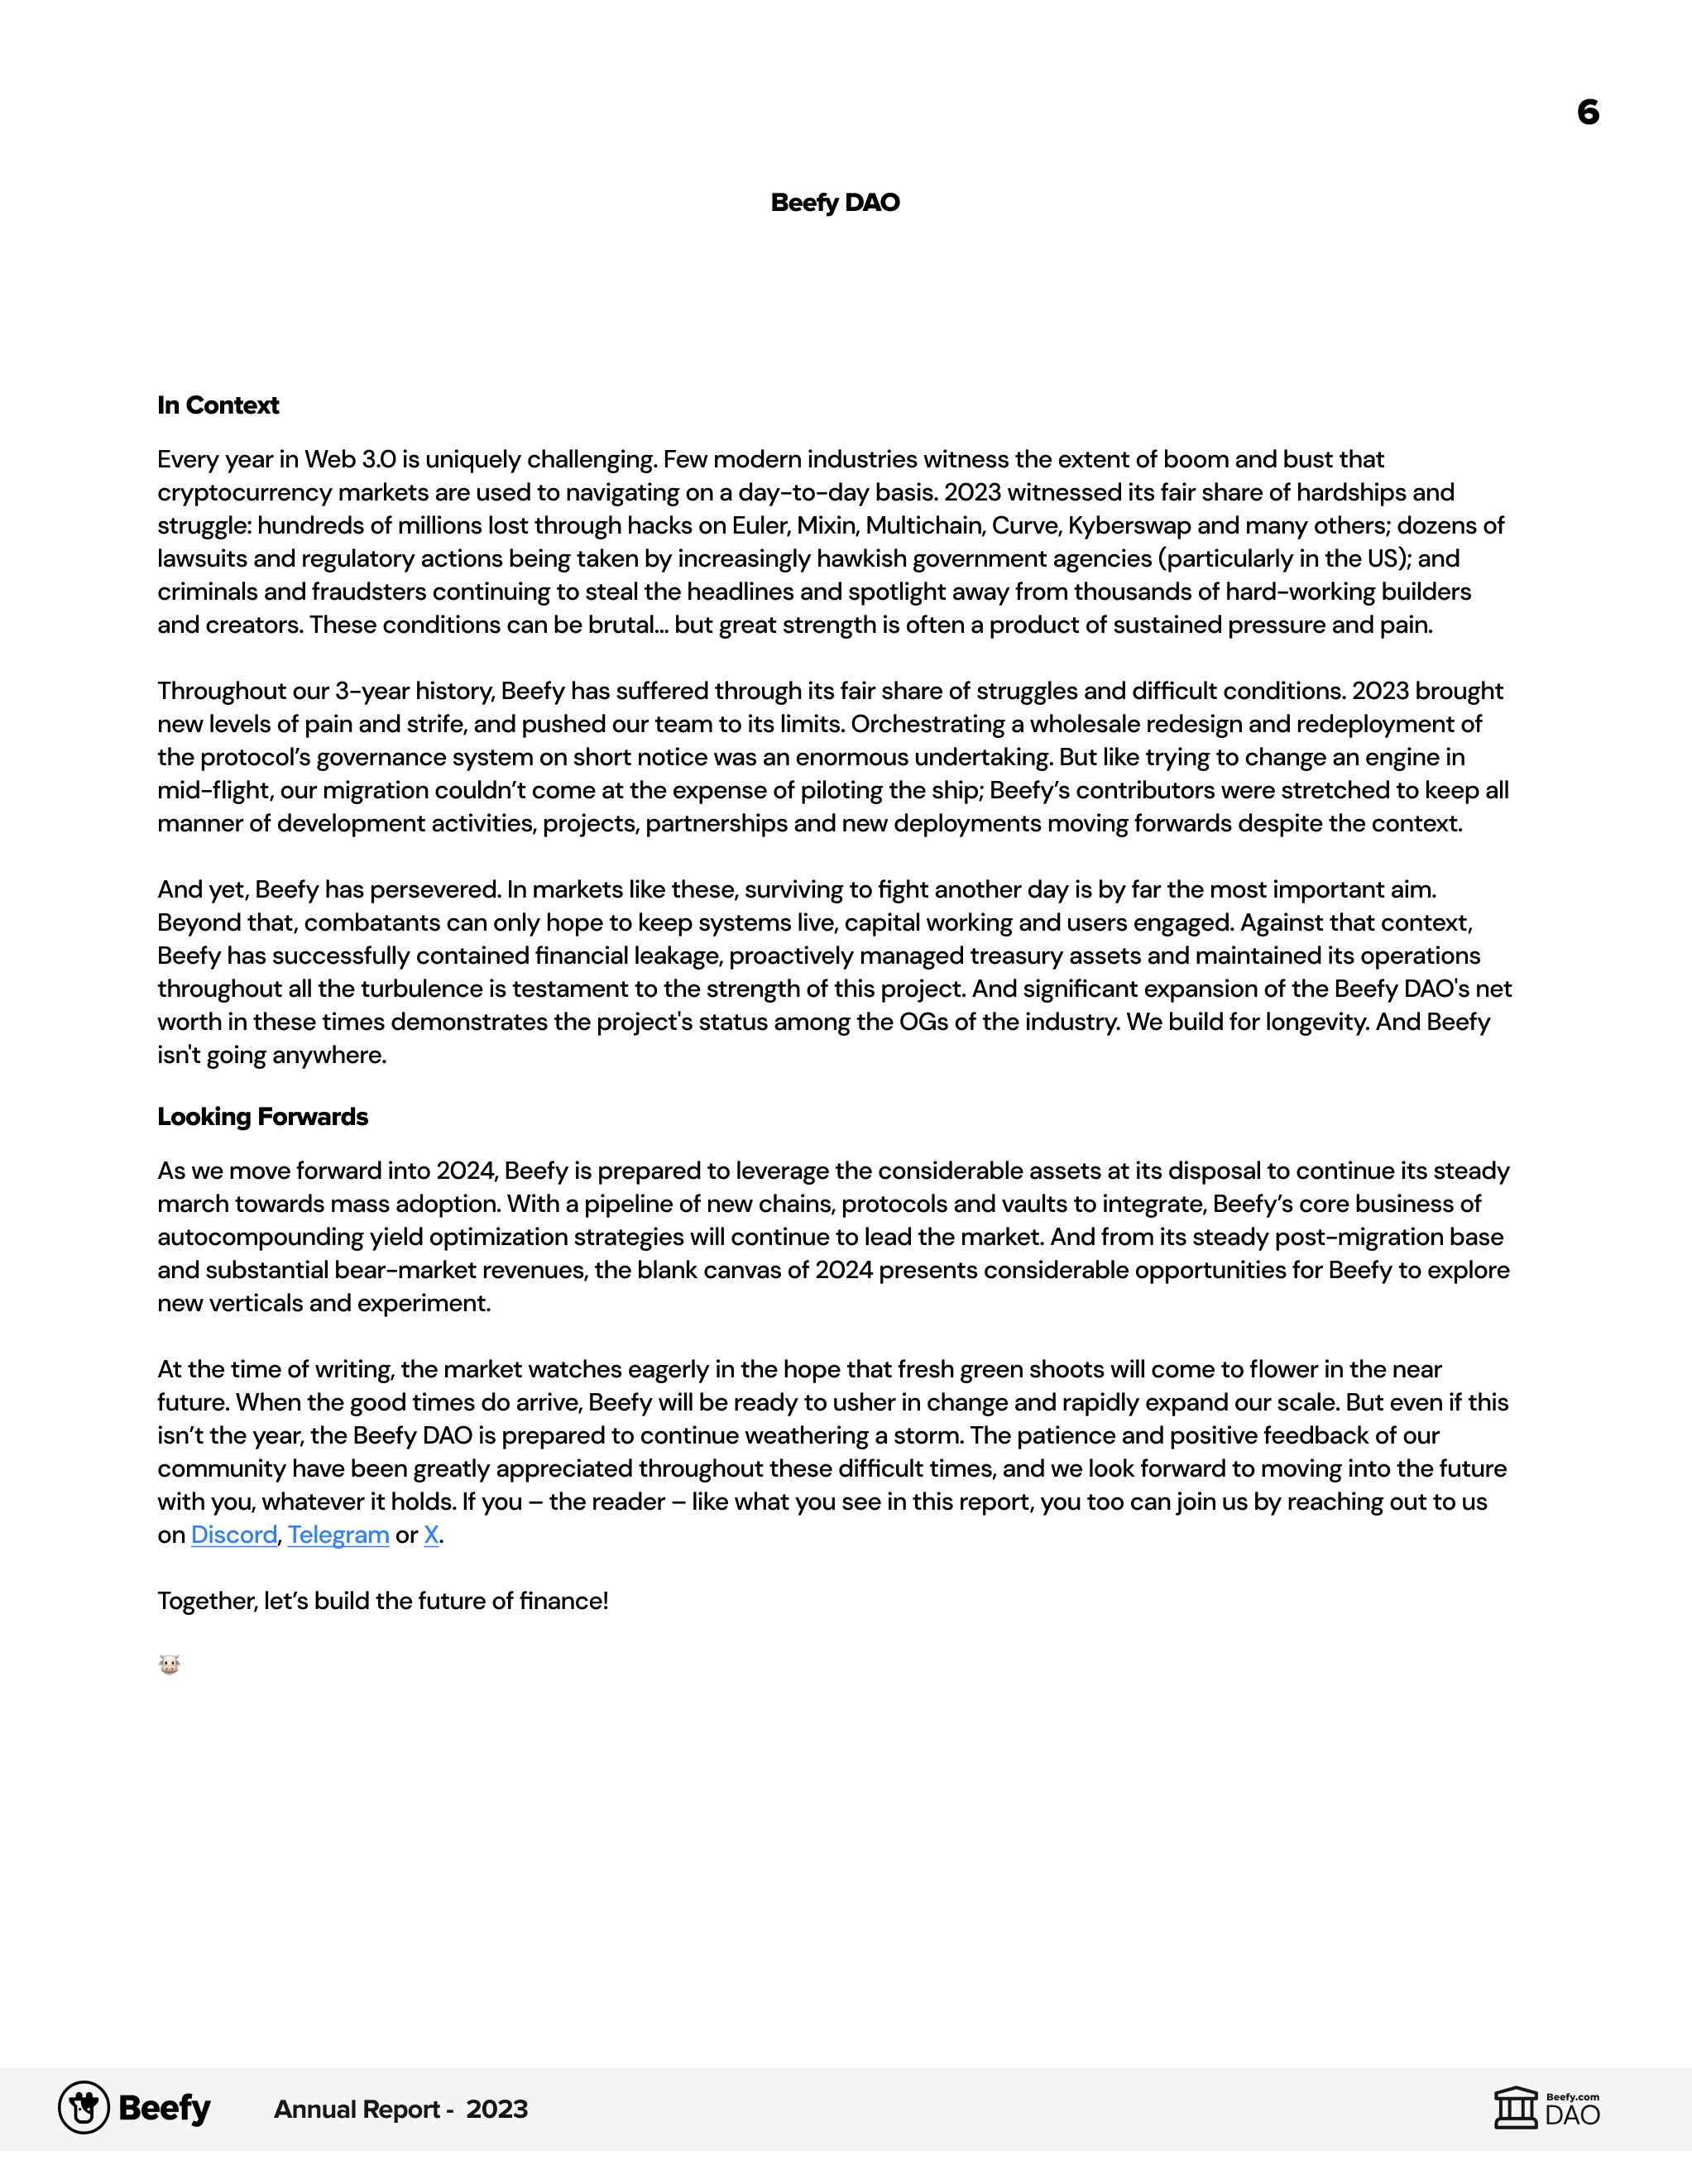 6
Beefy DAO
In Context
Every year in Web 3.0 is uniquely challenging. Few modern industries witness the extent of boom and bust that
cryptocurrency markets are used to navigating on a day-to-day basis. 2023 witnessed its fair share of hardships and
struggle: hundreds of millions lost through hacks on Euler, Mixin, Multichain, Curve, Kyberswap and many others; dozens of
lawsuits and regulatory actions being taken by increasingly hawkish government agencies (particularly in the US); and
criminals and fraudsters continuing to steal the headlines and spotlight away from thousands of hard-working builders
and creators. These conditions can be brutal... but great strength is often a product of sustained pressure and pain.
Throughout our 3-year history, Beefy has suffered through its fair share of struggles and difficult conditions. 2023 brought
new levels of pain and strife, and pushed our team to its limits. Orchestrating a wholesale redesign and redeployment of
the protocol’s governance system on short notice was an enormous undertaking. But like trying to change an engine in
mid-flight, our migration couldn’t come at the expense of piloting the ship; Beefy’s contributors were stretched to keep all
manner of development activities, projects, partnerships and new deployments moving forwards despite the context.
And yet, Beefy has persevered. In markets like these, surviving to fight another day is by far the most important aim.
Beyond that, combatants can only hope to keep systems live, capital working and users engaged. Against that context,
Beefy has successfully contained financial leakage, proactively managed treasury assets and maintained its operations
throughout all the turbulence is testament to the strength of this project. And significant expansion of the Beefy DAO's net
worth in these times demonstrates the project's status among the OGs of the industry. We build for longevity. And Beefy
isn't going anywhere.
Looking Forwards
As we move forward into 2024, Beefy is prepared to leverage the considerable assets at its disposal to continue its steady
march towards mass adoption. With a pipeline of new chains, protocols and vaults to integrate, Beefy’s core business of
autocompounding yield optimization strategies will continue to lead the market. And from its steady post-migration base
and substantial bear-market revenues, the blank canvas of 2024 presents considerable opportunities for Beefy to explore
new verticals and experiment.
At the time of writing, the market watches eagerly in the hope that fresh green shoots will come to flower in the near
future. When the good times do arrive, Beefy will be ready to usher in change and rapidly expand our scale. But even if this
isn’t the year, the Beefy DAO is prepared to continue weathering a storm. The patience and positive feedback of our
community have been greatly appreciated throughout these difficult times, and we look forward to moving into the future
with you, whatever it holds. If you – the reader – like what you see in this report, you too can join us by reaching out to us
on Discord, Telegram or X.
Together, let’s build the future of finance!
🐮
Beefy Annual Report - 2023
Beefy.com
DAO